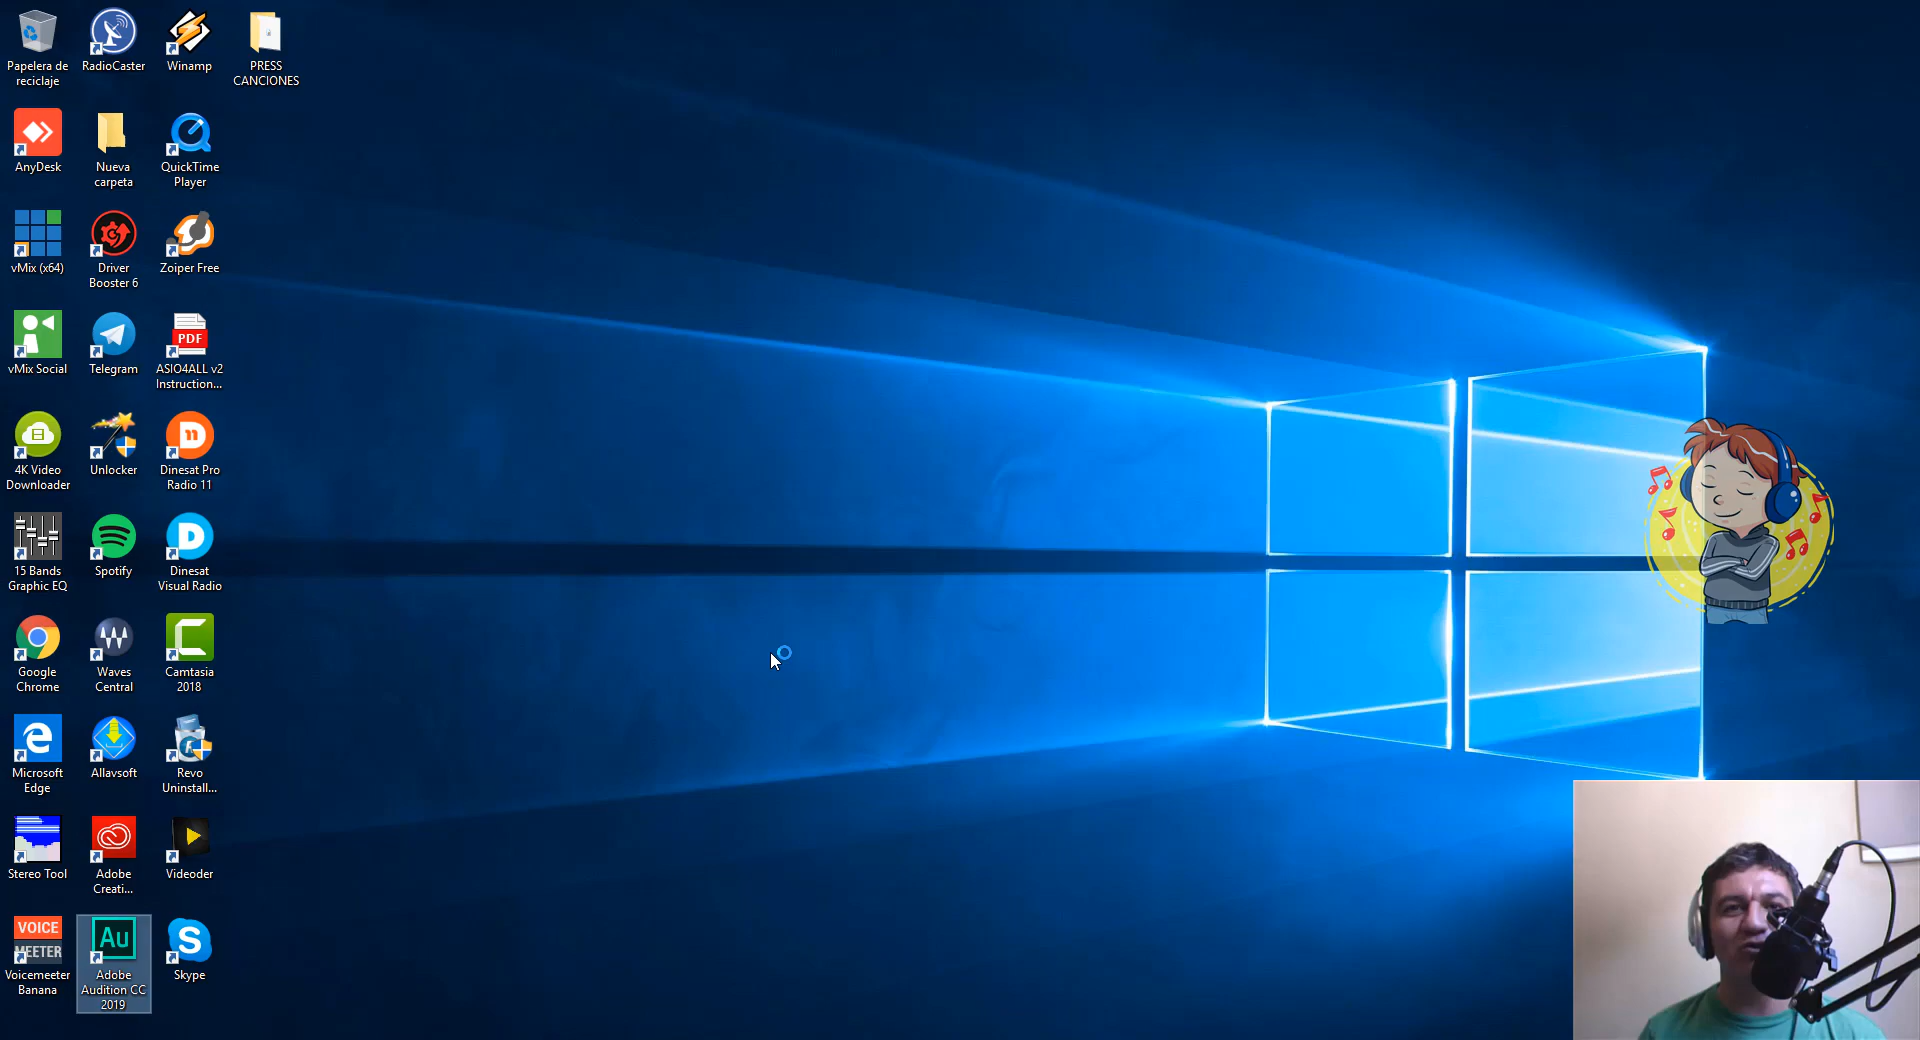 Papelera de
reciclaje
RadioCaster
Winamp
PRESS
CANCIONES
AnyDesk
Nueva
carpeta
QuickTime
Player
vMix (x64)
Driver
Booster 6
Zoiper Free
vMix Social
Telegram
PDF
ASIO4ALL v2
Instruction...
4K Video
Downloader
Unlocker
11
Dinesat Pro
Radio 11
15 Bands
Graphic EQ
Spotify
D
Dinesat
Visual Radio
Google
Chrome
Waves
Central
C
Camtasia
2018
Microsoft
Edge
Allavsoft
Revo
Uninstall...
Stereo Tool
Adobe
Creati...
Videoder
VOICE
MEETER
Voicemeeter
Banana
Au
Adobe
Audition CC
2019
S
Skype